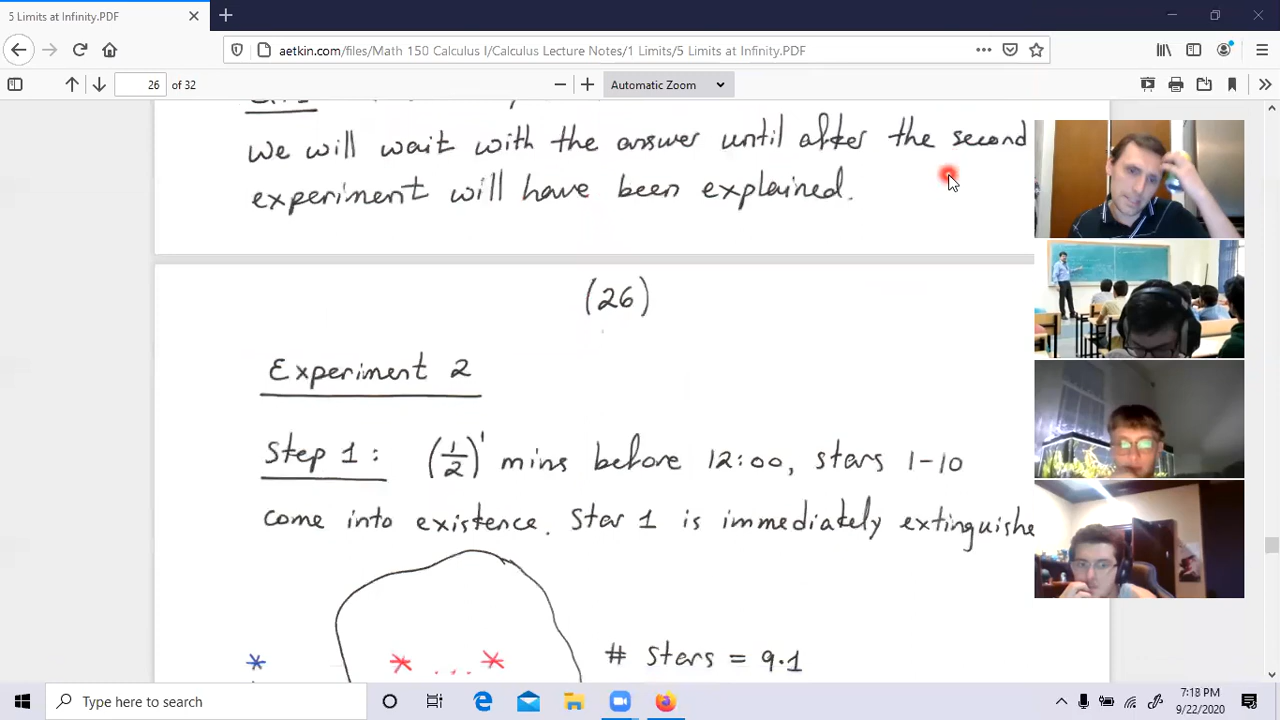 5 Limits at Infinity.PDF
aetkin.com/files/Math 150 Calculus I/Calculus Lecture Notes/1 Limits/5 Limits at Infinity.PDF
26 of 32
Automatic Zoom
We will wait with the answer until after the second
experiment will have been explained.
(26)
Experiment 2
Step 1: (1/2)^1 mins before 12:00, stars 1-10
come into existence. Star 1 is immediately extinguishe
# stars = 9.1
Type here to search
7:18 PM
9/22/2020